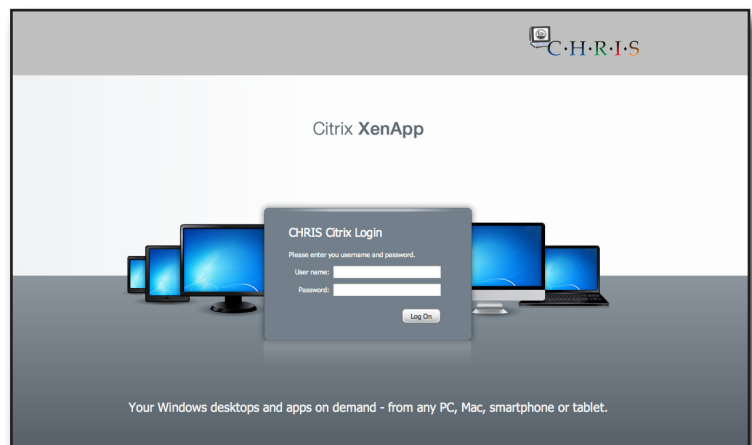 C·H·R·I·S
Citrix XenApp
CHRIS Citrix Login
Please enter you username and password.
User name:
Password:
Log On
Your Windows desktops and apps on demand - from any PC, Mac, smartphone or tablet.